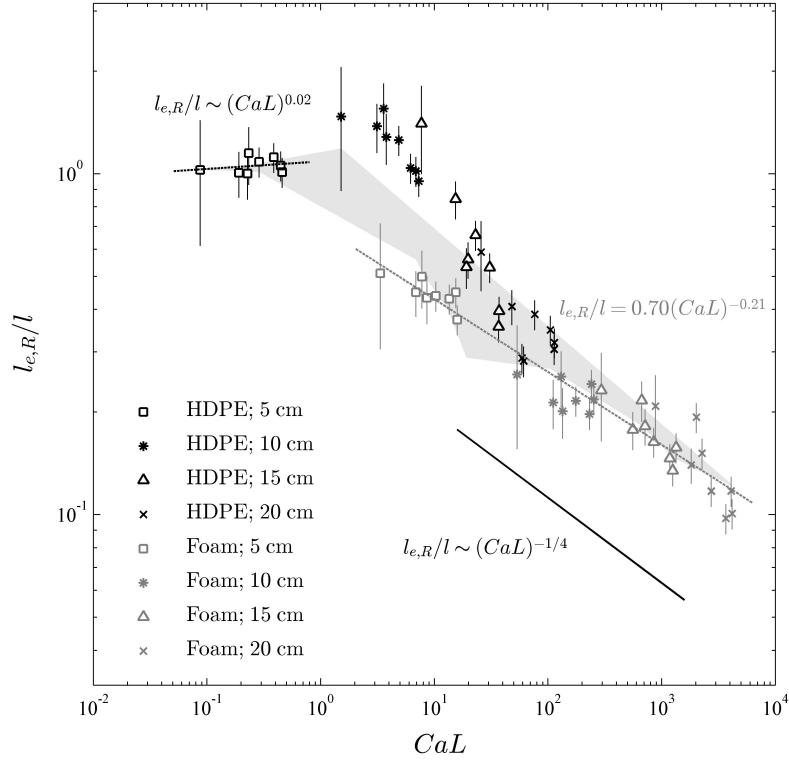 l_{e,R}/l ∼ (CaL)^{0.02}
10^0
l_{e,R}/l = 0.70(CaL)^{−0.21}
l_{e,R}/l
HDPE; 5 cm
HDPE; 10 cm
HDPE; 15 cm
HDPE; 20 cm
10^{-1}
Foam; 5 cm
l_{e,R}/l ∼ (CaL)^{−1/4}
Foam; 10 cm
Foam; 15 cm
Foam; 20 cm
10^{-2} 10^{-1} 10^0 10^1 10^2 10^3 10^4
CaL